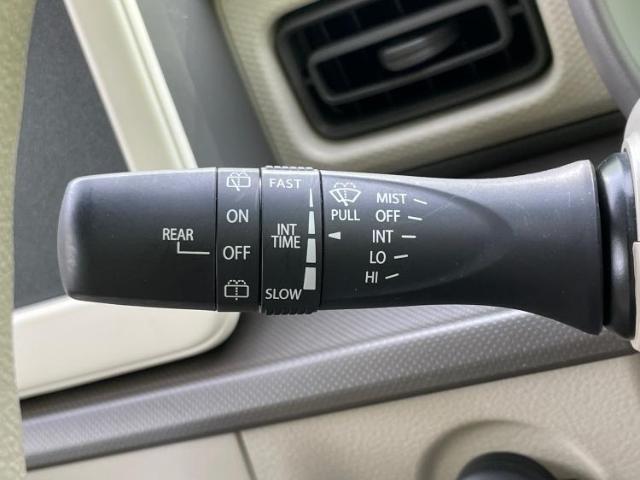 REAR
ON
OFF
FAST
INT
TIME
SLOW
PULL
MIST
OFF
INT
LO
HI